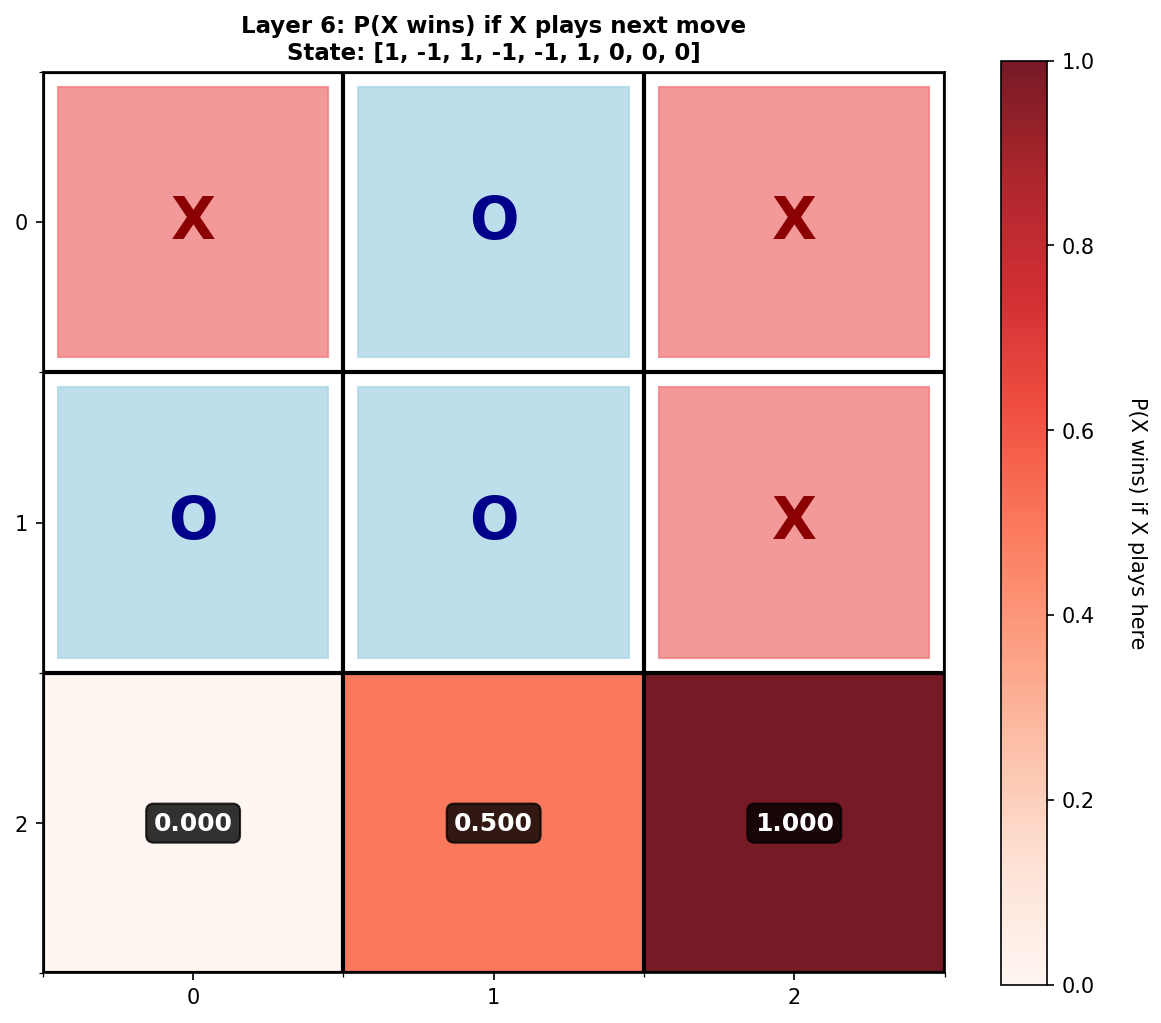 Layer 6: P(X wins) if X plays next move
State: [1, -1, 1, -1, -1, 1, 0, 0, 0]
X O X
O O X
0.000 0.500 1.000
0
1
2
0 1 2
1.0
0.8
0.6
0.4
0.2
0.0
P(X wins) if X plays here